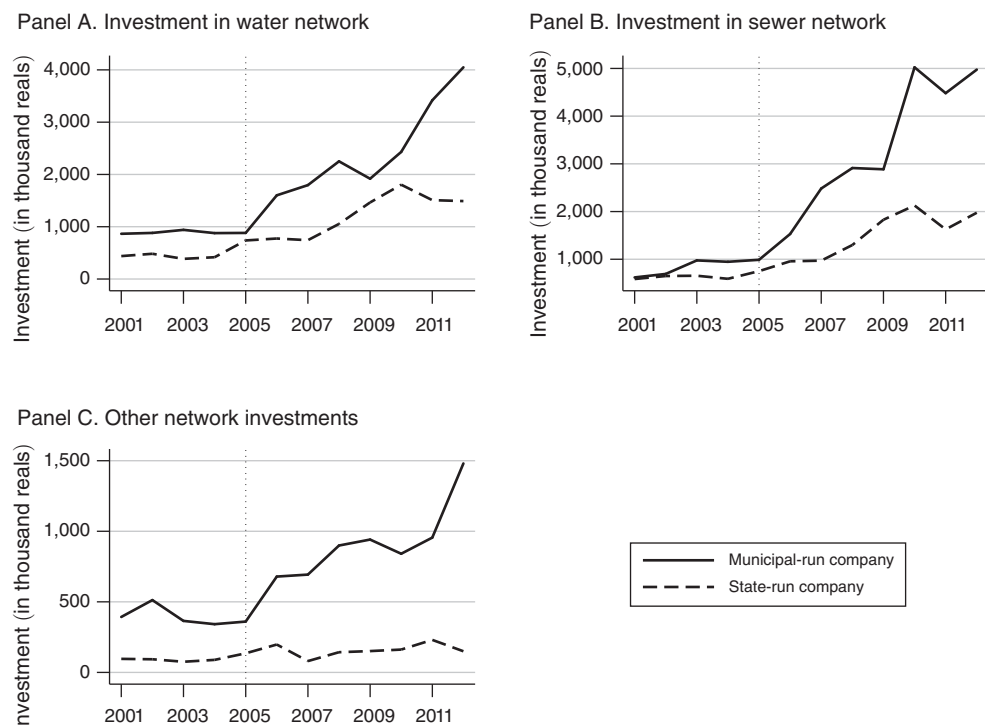 Panel A. Investment in water network
Investment (in thousand reals)
4,000
3,000
2,000
1,000
0
2001 2003 2005 2007 2009 2011
Panel B. Investment in sewer network
Investment (in thousand reals)
5,000
4,000
3,000
2,000
1,000
2001 2003 2005 2007 2009 2011
Panel C. Other network investments
nvestment (in thousand reals)
1,500
1,000
500
0
2001 2003 2005 2007 2009 2011
Municipal-run company
State-run company